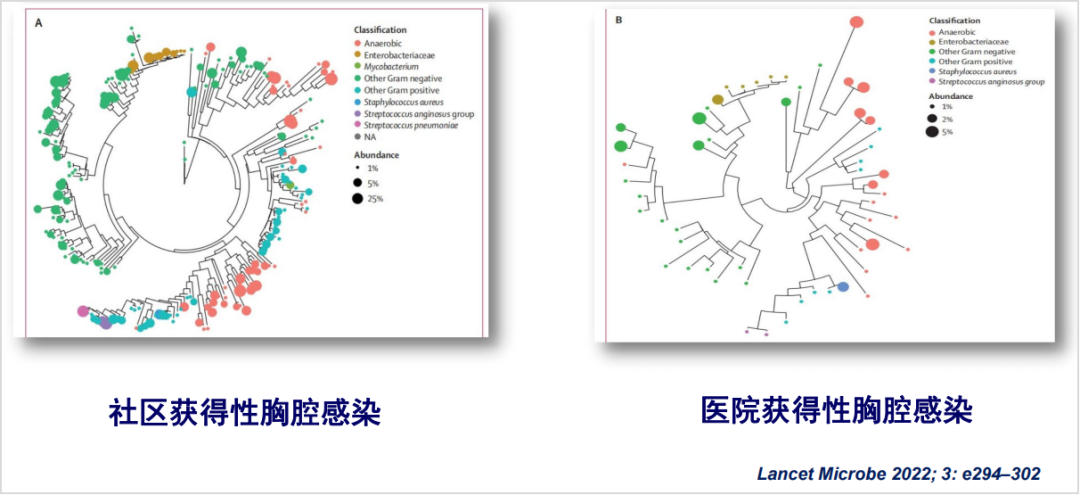 A
Classification
Anaerobic
Enterobacteriaceae
Mycobacterium
Other Gram negative
Other Gram positive
Staphylococcus aureus
Streptococcus anginosus group
Streptococcus pneumoniae
NA
Abundance
1%
5%
25%
B
Classification
Anaerobic
Enterobacteriaceae
Other Gram negative
Other Gram positive
Staphylococcus aureus
Streptococcus anginosus group
Abundance
1%
2%
5%
社区获得性胸腔感染
医院获得性胸腔感染
Lancet Microbe 2022; 3: e294–302